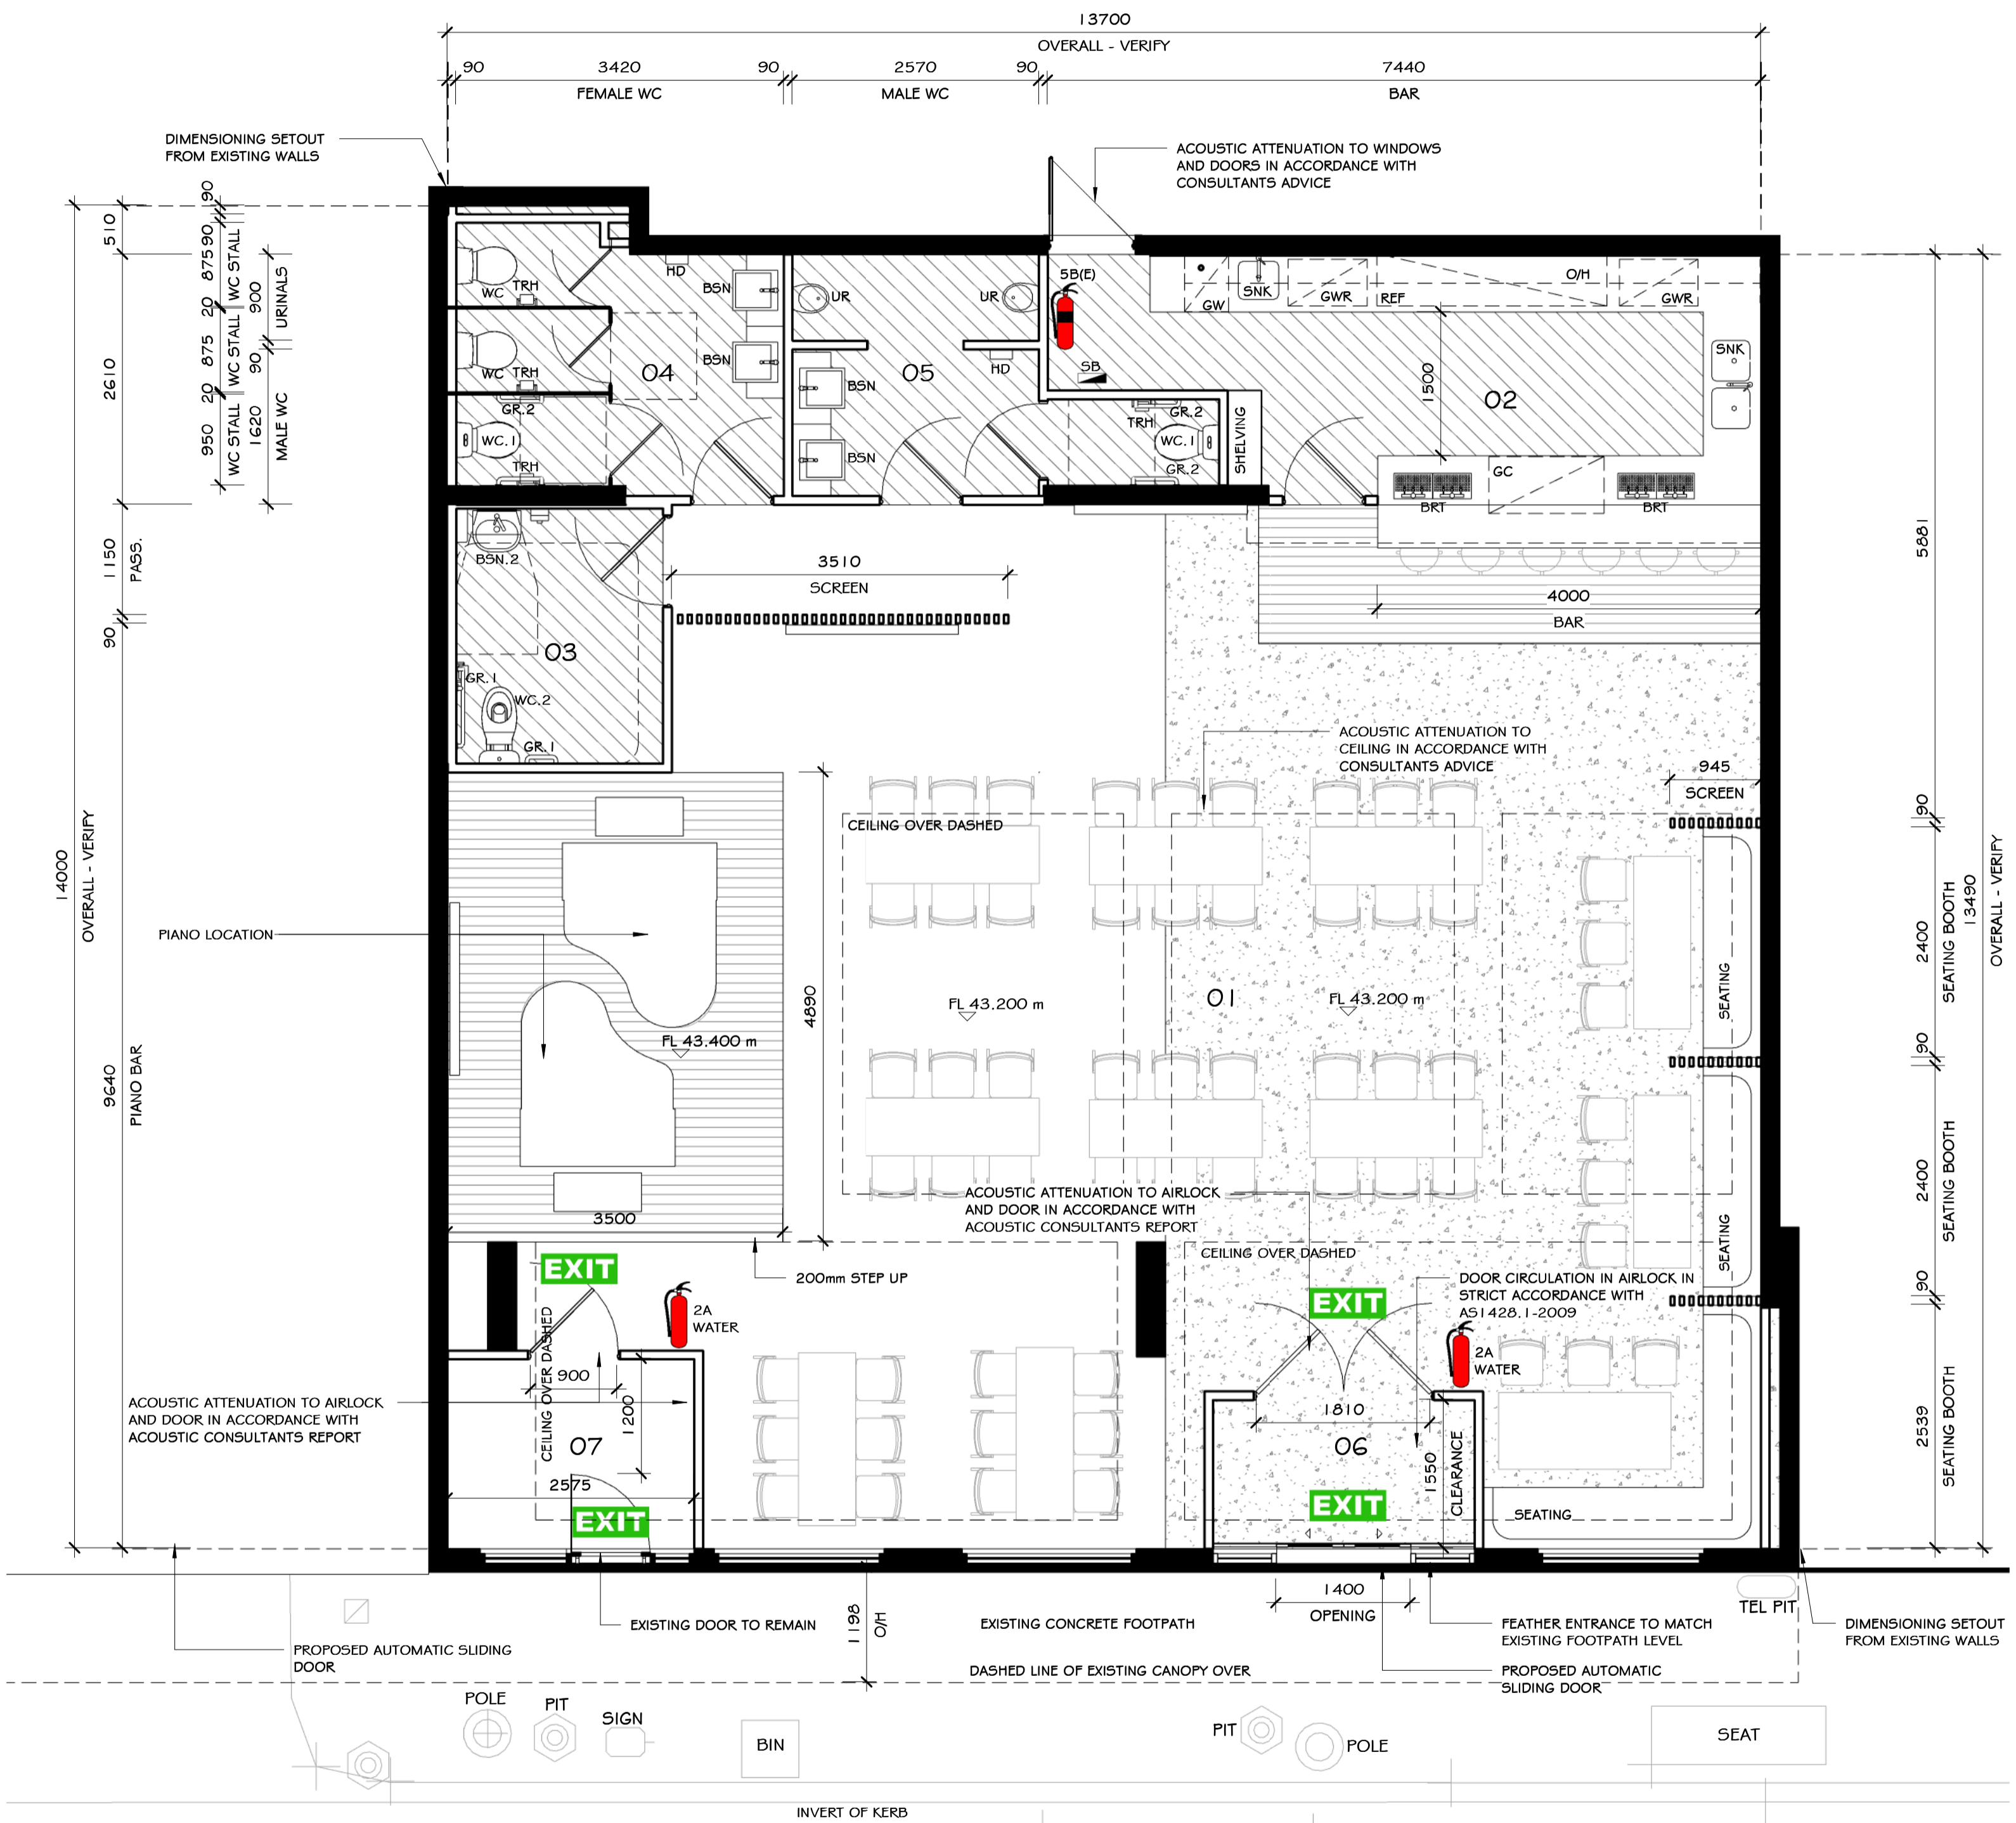 13700
OVERALL - VERIFY
90
3420
90
2570
90
7440
FEMALE WC
MALE WC
BAR
DIMENSIONING SETOUT
FROM EXISTING WALLS
ACOUSTIC ATTENUATION TO WINDOWS
AND DOORS IN ACCORDANCE WITH
CONSULTANTS ADVICE
14000
OVERALL - VERIFY
510
2610
1150
PASS.
90
9640
PIANO BAR
90
90
875
WC STALL
20
875
WC STALL
20
950
WC STALL
900
URINALS
90
1620
MALE WC
WC
TRH
WC
TRH
GR.2
WC.1
TRH
HD
BSN
BSN
04
UR
UR
05
HD
BSN
BSN
5B(E)
SB
TRH
GR.2
WC.1
GR.2
SHELVING
GW
SNK
GWR
REF
O/H
GWR
SNK
1500
02
GC
BRT
BRT
4000
BAR
BSN.2
03
GR.1
WC.2
GR.1
3510
SCREEN
ACOUSTIC ATTENUATION TO
CEILING IN ACCORDANCE WITH
CONSULTANTS ADVICE
945
SCREEN
CEILING OVER DASHED
PIANO LOCATION
FL 43.400 m
4890
FL 43.200 m
01
FL 43.200 m
SEATING
SEATING
3500
200mm STEP UP
ACOUSTIC ATTENUATION TO AIRLOCK
AND DOOR IN ACCORDANCE WITH
ACOUSTIC CONSULTANTS REPORT
CEILING OVER DASHED
DOOR CIRCULATION IN AIRLOCK IN
STRICT ACCORDANCE WITH
AS1428.1-2009
EXIT
2A
WATER
EXIT
2A
WATER
CEILING OVER DASHED
900
1200
07
2575
EXIT
ACOUSTIC ATTENUATION TO AIRLOCK
AND DOOR IN ACCORDANCE WITH
ACOUSTIC CONSULTANTS REPORT
1810
06
1550
CLEARANCE
EXIT
SEATING
5881
90
2400
SEATING BOOTH
90
2400
SEATING BOOTH
90
2539
SEATING BOOTH
13490
OVERALL - VERIFY
1400
OPENING
1198
O/H
EXISTING DOOR TO REMAIN
EXISTING CONCRETE FOOTPATH
PROPOSED AUTOMATIC SLIDING
DOOR
DASHED LINE OF EXISTING CANOPY OVER
FEATHER ENTRANCE TO MATCH
EXISTING FOOTPATH LEVEL
PROPOSED AUTOMATIC
SLIDING DOOR
TEL PIT
DIMENSIONING SETOUT
FROM EXISTING WALLS
POLE
PIT
SIGN
BIN
PIT
POLE
SEAT
INVERT OF KERB